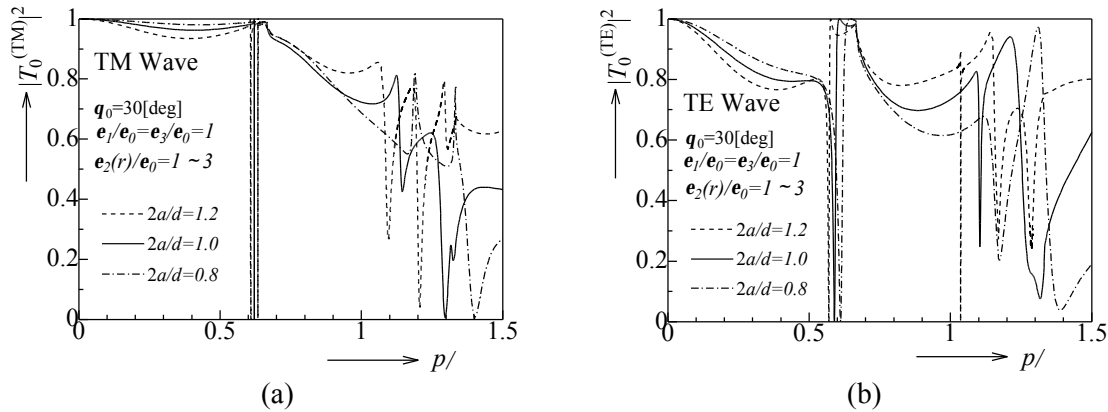 |T₀⁽ᵀᴹ⁾|²
1
0.8
0.6
0.4
0.2
0
TM Wave
q₀=30[deg]
e₁/e₀=e₃/e₀=1
e₂(r)/e₀=1 ~ 3
2a/d=1.2
2a/d=1.0
2a/d=0.8
0 0.5 1 1.5
p/
(a)
|T₀⁽ᵀᴱ⁾|²
1
0.8
0.6
0.4
0.2
0
TE Wave
q₀=30[deg]
e₁/e₀=e₃/e₀=1
e₂(r)/e₀=1 ~ 3
2a/d=1.2
2a/d=1.0
2a/d=0.8
0 0.5 1 1.5
p/
(b)